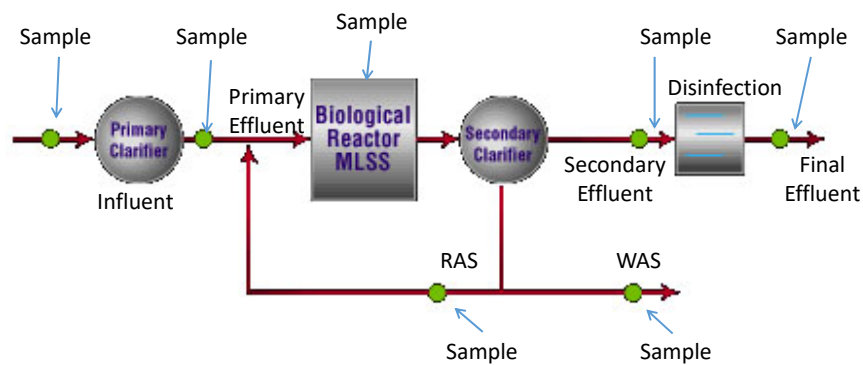 Sample
Sample
Sample
Sample
Sample
Disinfection
Primary
Effluent
Primary
Clarifier
Biological
Reactor
MLSS
Secondary
Clarifier
Influent
Secondary
Effluent
Final
Effluent
RAS
WAS
Sample
Sample